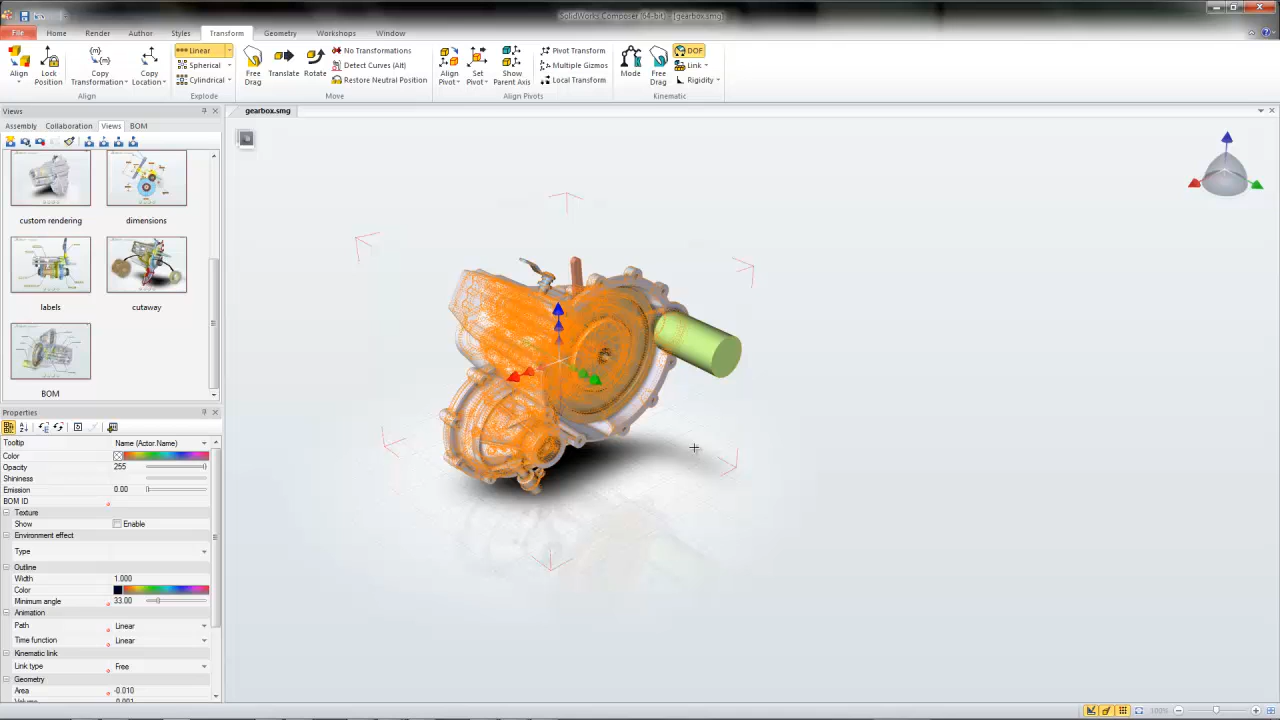 SolidWorks Composer (64-bit) - [gearbox.smg]
File Home Render Author Styles Transform Geometry Workshops Window
Align
Lock Position
Copy Transformation
Copy Location
Align
Linear
Spherical
Cylindrical
Explode
Free Drag
Translate
Rotate
No Transformations
Detect Curves (Alt)
Restore Neutral Position
Move
Align Pivot
Set Pivot
Show Parent Axis
Pivot Transform
Multiple Gizmos
Local Transform
Align Pivots
Mode
Free Drag
DOF
Link
Rigidity
Kinematic
Views
gearbox.smg
Assembly Collaboration Views BOM
custom rendering
dimensions
labels
cutaway
BOM
Properties
Tooltip Name (Actor.Name)
Color
Opacity 255
Shininess
Emission 0.00
BOM ID
Texture
Show Enable
Environment effect
Type
Outline
Width 1.000
Color
Minimum angle 33.00
Animation
Path Linear
Time function Linear
Kinematic link
Link type Free
Geometry
Area -0.010
100%